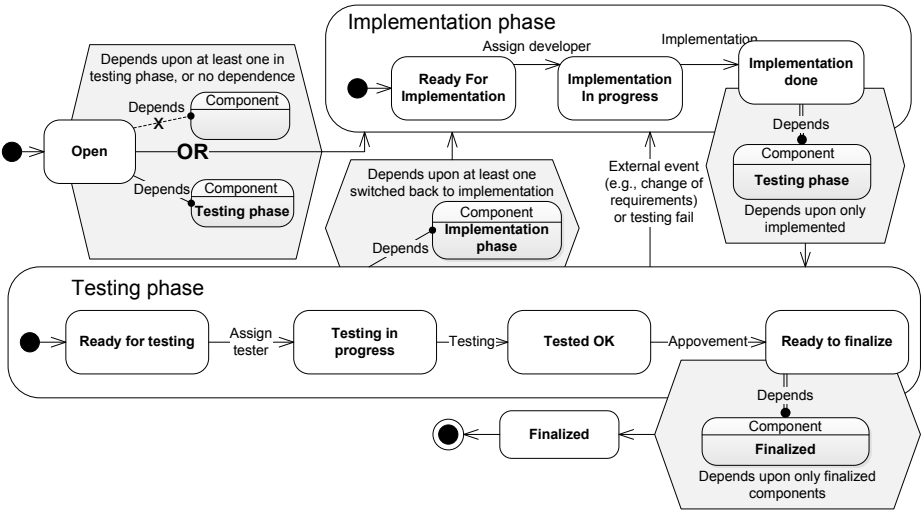 Implementation phase
Depends upon at least one in
testing phase, or no dependence
Depends
X
Component
Open
OR
Depends
Component
Testing phase
Ready For
Implementation
Assign developer
Implementation
In progress
Implementation
Implementation
done
Depends
Component
Testing phase
Depends upon only
implemented
Depends upon at least one
switched back to implementation
Component
Implementation
phase
Depends
External event
(e.g., change of
requirements)
or testing fail
Testing phase
Ready for testing
Assign
tester
Testing in
progress
Testing
Tested OK
Appovement
Ready to finalize
Depends
Component
Finalized
Depends upon only finalized
components
Finalized